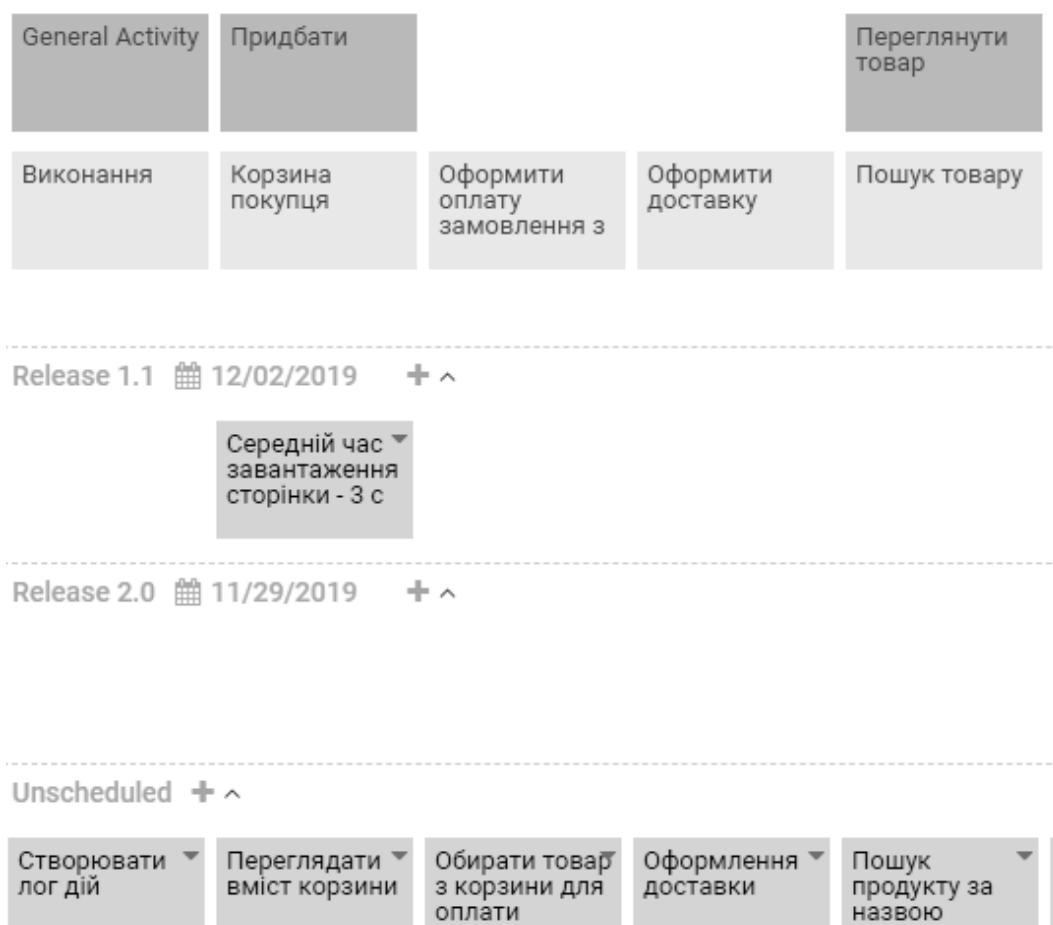 General Activity
Придбати
Переглянути
товар
Виконання
Корзина
покупця
Оформити
оплату
замовлення з
Оформити
доставку
Пошук товару
Release 1.1 12/02/2019 +
Середній час
завантаження
сторінки - 3 с
Release 2.0 11/29/2019 +
Unscheduled +
Створювати
лог дій
Переглядати
вміст корзини
Обирати товар
з корзини для
оплати
Оформлення
доставки
Пошук
продукту за
назвою